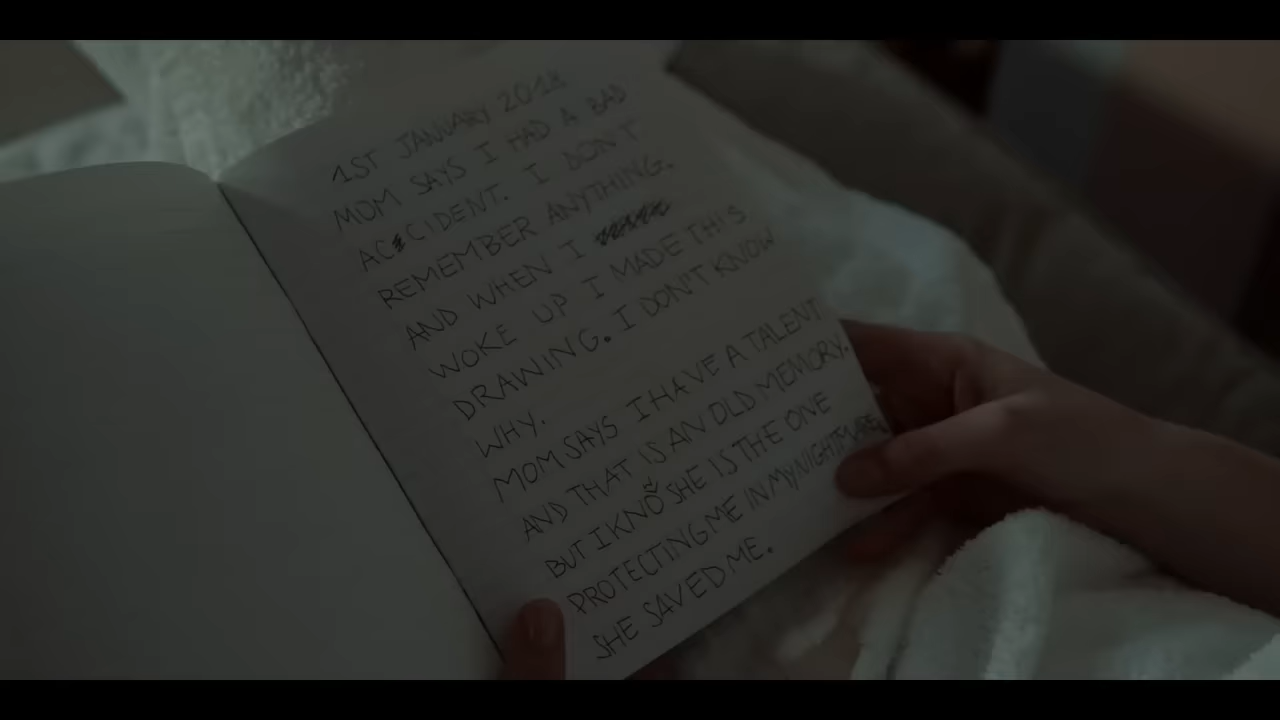 1ST JANUARY 2018
MOM SAYS I HAD A BAD
ACCIDENT. I DON'T
REMEMBER ANYTHING.
AND WHEN I
WOKE UP I MADE THIS
DRAWING. I DON'T KNOW
WHY.
MOM SAYS I HAVE A TALENT
AND THAT IS AN OLD MEMORY.
BUT I KNOW SHE IS THE ONE
PROTECTING ME IN MY NIGHTMARE
SHE SAVED ME.